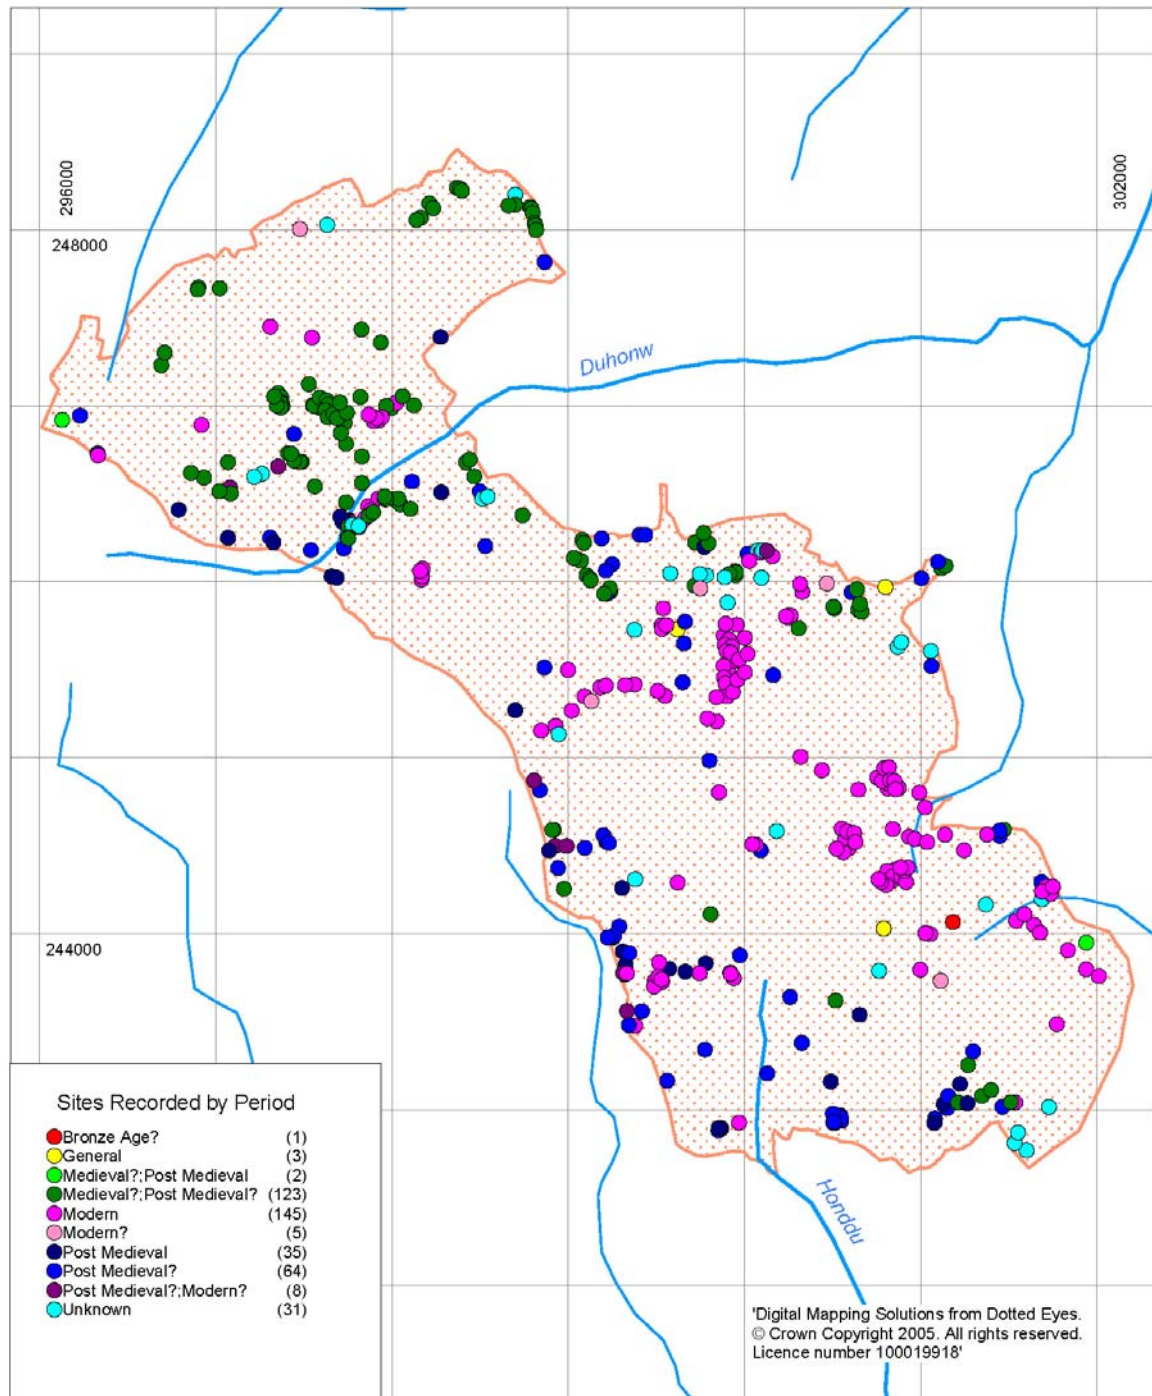 296000
302000
248000
Duhonw
244000
Sites Recorded by Period
Bronze Age? (1)
General (3)
Medieval?;Post Medieval (2)
Medieval?;Post Medieval? (123)
Modern (145)
Modern? (5)
Post Medieval (35)
Post Medieval? (64)
Post Medieval?;Modern? (8)
Unknown (31)
Honddu
'Digital Mapping Solutions from Dotted Eyes.
© Crown Copyright 2005. All rights reserved.
Licence number 100019918'